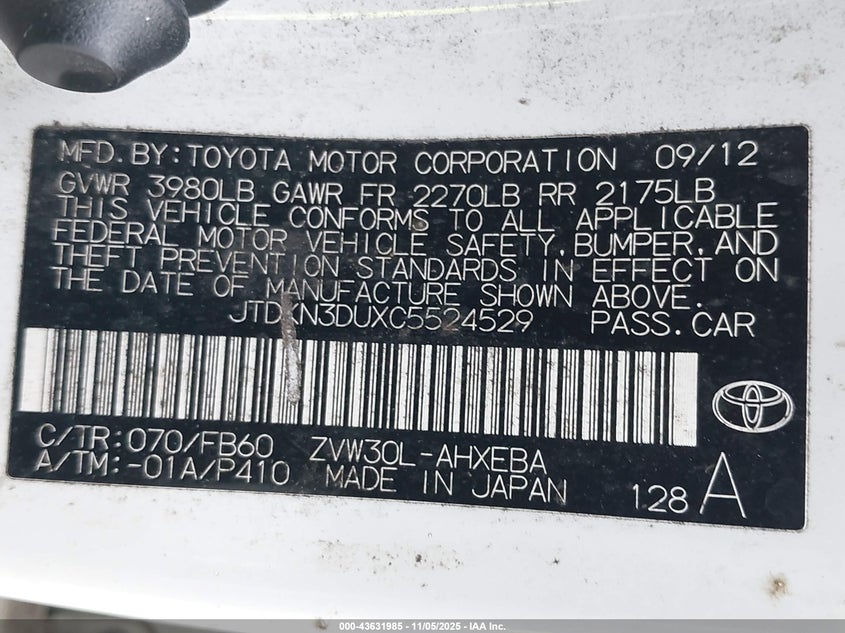 MFD.BY:TOYOTA MOTOR CORPORATION 09/12
GVWR 3980LB GAWR FR 2270LB RR 2175LB
THIS VEHICLE CONFORMS TO ALL APPLICABLE
FEDERAL MOTOR VEHICLE SAFETY,BUMPER,AND
THEFT PREVENTION STANDARDS IN EFFECT ON
THE DATE OF MANUFACTURE SHOWN ABOVE.
JTDKN3DUXC5524529 PASS.CAR
C/TR:070/FB60 ZVW30L-AHXEBA
A/TM:-01A/P410 MADE IN JAPAN
128 A
000-43631985 - 11/05/2025 - IAA Inc.